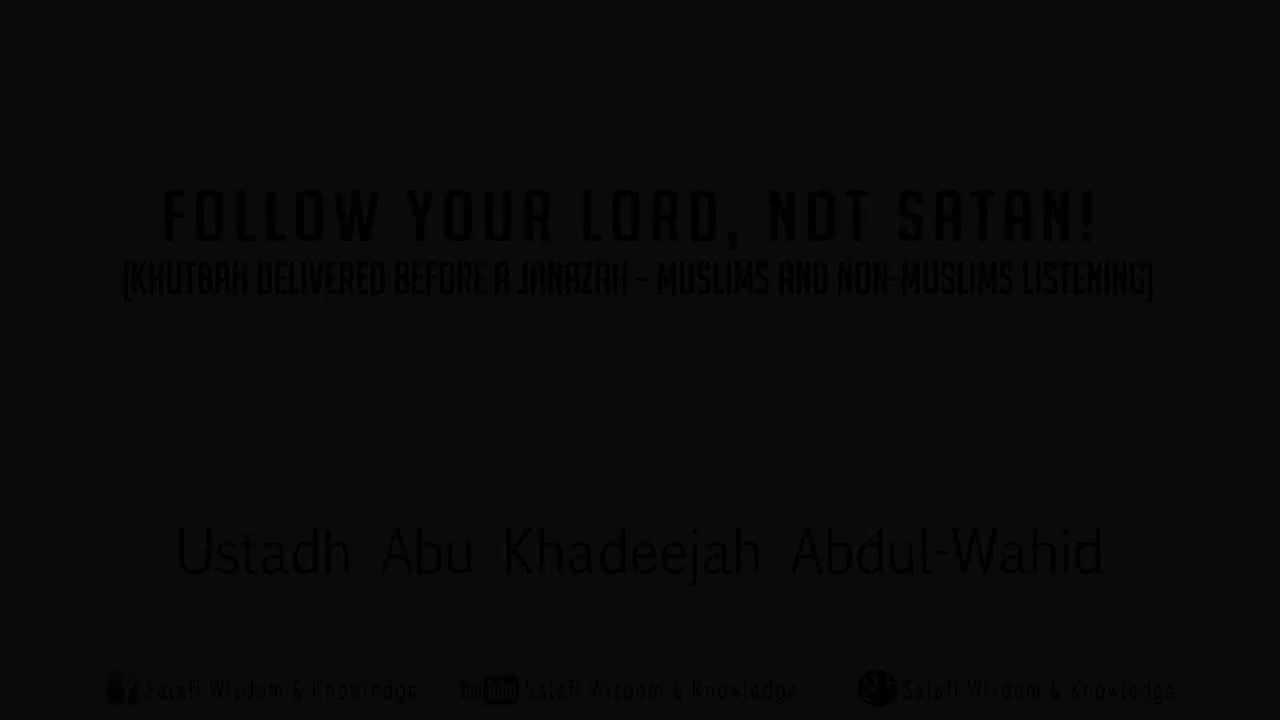 FOLLOW YOUR LORD, NOT SATAN!
(KHUTBAH DELIVERED BEFORE A JANAZAH - MUSLIMS AND NON-MUSLIMS LISTENING)
Ustadh Abu Khadeejah Abdul-Wahid
f Salafi Wisdom & Knowledge YouTube Salafi Wisdom & Knowledge g+ Salafi Wisdom & Knowledge